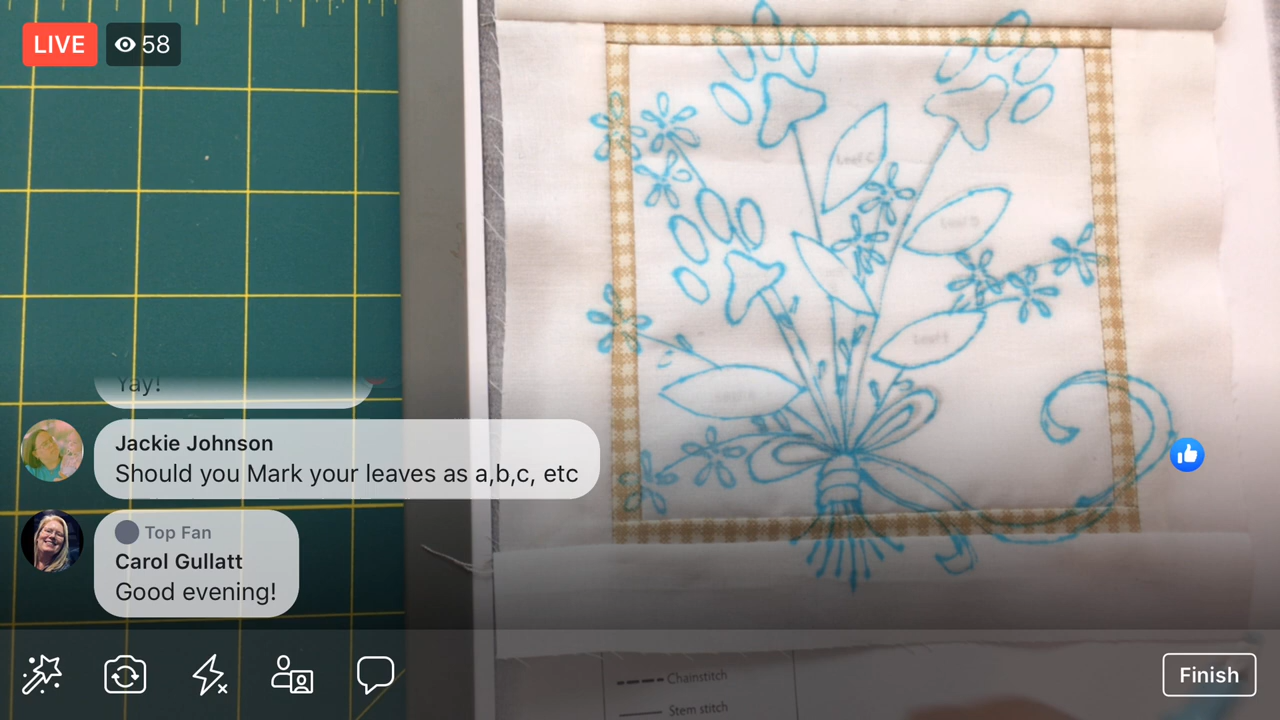 LIVE 58
Yay!
Jackie Johnson
Should you Mark your leaves as a,b,c, etc
Top Fan
Carol Gullatt
Good evening!
Leaf C
Chainstitch
Stem stitch
Finish